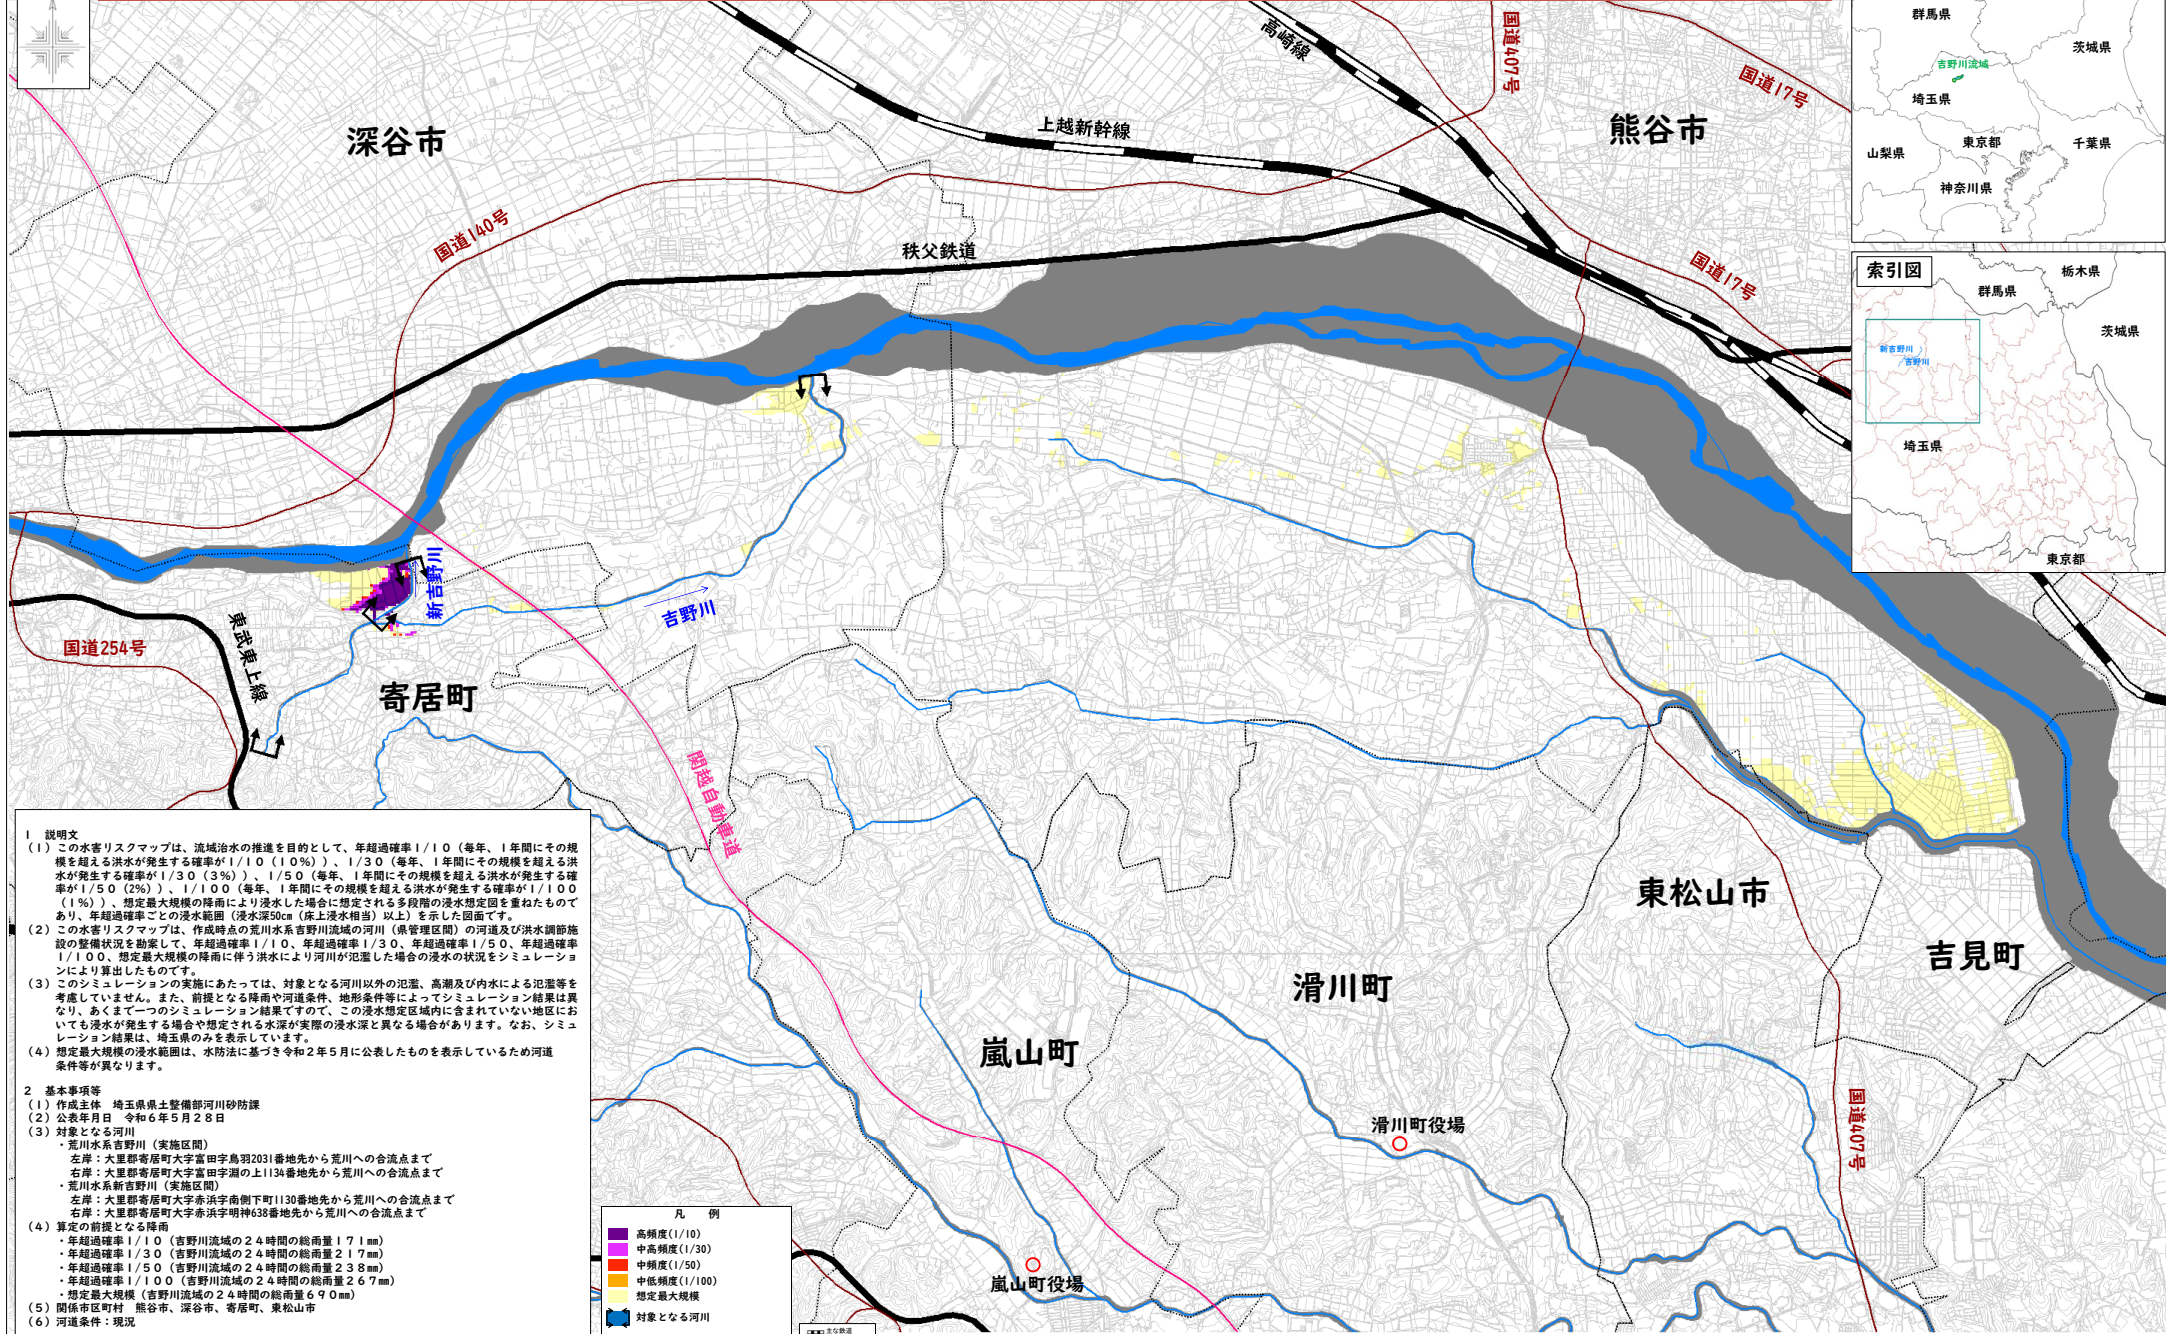 深谷市
熊谷市
高崎線
国道407号
国道17号
上越新幹線
国道140号
秩父鉄道
国道17号
群馬県
茨城県
吉野川流域
埼玉県
東京都
千葉県
山梨県
神奈川県
索引図
栃木県
群馬県
茨城県
新吉野川
吉野川
埼玉県
東京都
新吉野川
吉野川
国道254号
東武東上線
寄居町
関越自動車道
東松山市
吉見町
滑川町
嵐山町
滑川町役場
嵐山町役場
国道407号
1 説明文
(1)この水害リスクマップは、流域治水の推進を目的として、年超過確率1/10(毎年、1年間にその規
模を超える洪水が発生する確率が1/10(10%))、1/30(毎年、1年間にその規模を超える洪
水が発生する確率が1/30(3%))、1/50(毎年、1年間にその規模を超える洪水が発生する確
率が1/50(2%))、1/100(毎年、1年間にその規模を超える洪水が発生する確率が1/100
(1%))、想定最大規模の降雨により浸水した場合に想定される多段階の浸水想定図を重ねたもので
あり、年超過確率ごとの浸水範囲(浸水深50cm(床上浸水相当)以上)を示した図面です。
(2)この水害リスクマップは、作成時点の荒川水系吉野川流域の河川(県管理区間)の河道及び洪水調節施
設の整備状況を勘案して、年超過確率1/10、年超過確率1/30、年超過確率1/50、年超過確率
1/100、想定最大規模の降雨に伴う洪水により河川が氾濫した場合の浸水の状況をシミュレーショ
ンにより算出したものです。
(3)このシミュレーションの実施にあたっては、対象となる河川以外の氾濫、高潮及び内水による氾濫等を
考慮していません。また、前提となる降雨や河道条件、地形条件等によってシミュレーション結果は異
なり、あくまで一つのシミュレーション結果ですので、この浸水想定区域内に含まれていない地区にお
いても浸水が発生する場合や想定される水深が実際の浸水深と異なる場合があります。なお、シミュ
レーション結果は、埼玉県のみを表示しています。
(4)想定最大規模の浸水範囲は、水防法に基づき令和2年5月に公表したものを表示しているため河道
条件等が異なります。
2 基本事項等
(1)作成主体 埼玉県県土整備部河川砂防課
(2)公表年月日 令和6年5月28日
(3)対象となる河川
・荒川水系吉野川(実施区間)
左岸:大里郡寄居町大字富田字鳥羽2031番地先から荒川への合流点まで
右岸:大里郡寄居町大字富田字淵の上1134番地先から荒川への合流点まで
・荒川水系新吉野川(実施区間)
左岸:大里郡寄居町大字赤浜字南側下町1130番地先から荒川への合流点まで
右岸:大里郡寄居町大字赤浜字明神638番地先から荒川への合流点まで
(4)算定の前提となる降雨
・年超過確率1/10(吉野川流域の24時間の総雨量171mm)
・年超過確率1/30(吉野川流域の24時間の総雨量217mm)
・年超過確率1/50(吉野川流域の24時間の総雨量238mm)
・年超過確率1/100(吉野川流域の24時間の総雨量267mm)
・想定最大規模(吉野川流域の24時間の総雨量690mm)
(5)関係市区町村 熊谷市、深谷市、寄居町、東松山市
(6)河道条件:現況
凡 例
高頻度(1/10)
中高頻度(1/30)
中頻度(1/50)
中低頻度(1/100)
想定最大規模
対象となる河川
主な鉄道